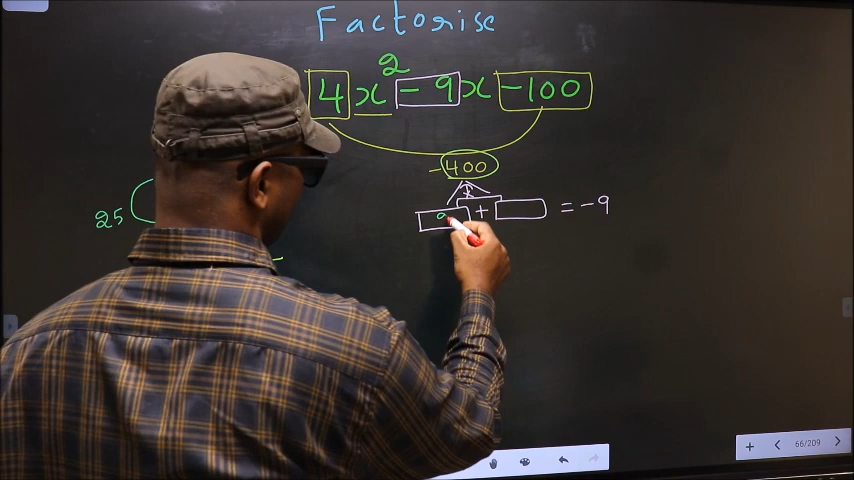 Factorise
4x² - 9x - 100
- 400
+ = - 9
25
66/209